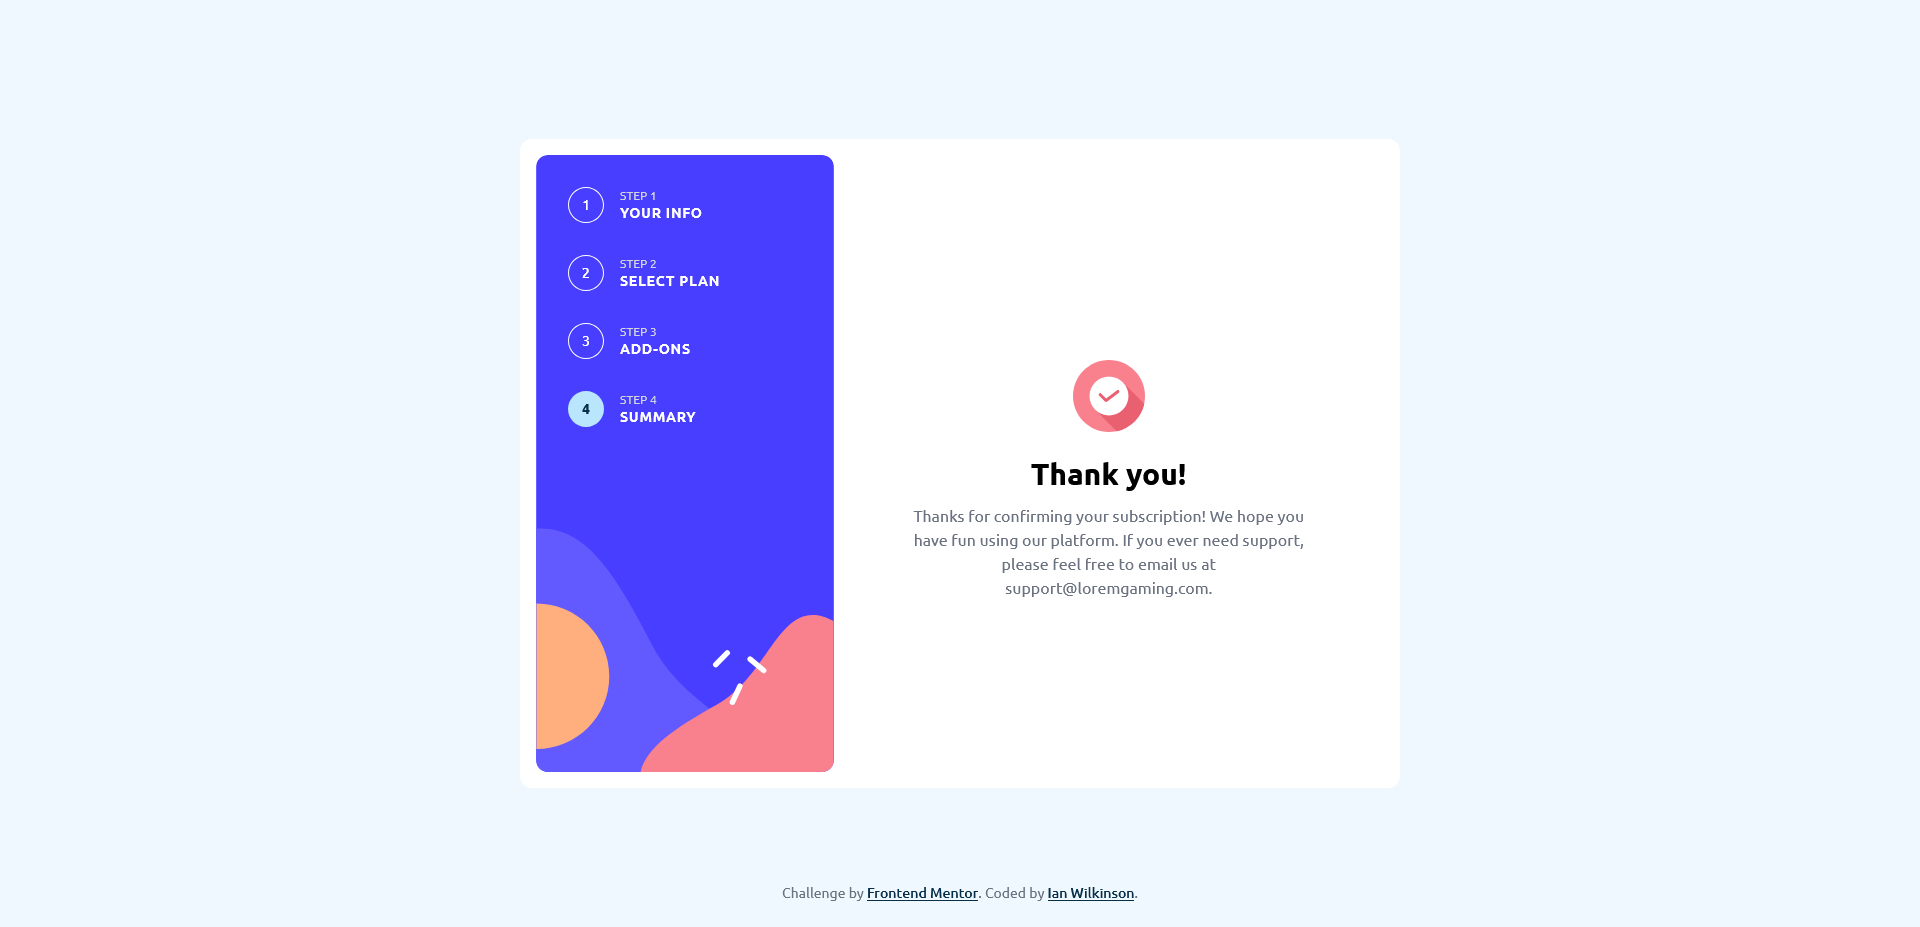 1
STEP 1
YOUR INFO
2
STEP 2
SELECT PLAN
3
STEP 3
ADD-ONS
4
STEP 4
SUMMARY
Thank you!
Thanks for confirming your subscription! We hope you
have fun using our platform. If you ever need support,
please feel free to email us at
support@loremgaming.com.
Challenge by Frontend Mentor. Coded by Ian Wilkinson.